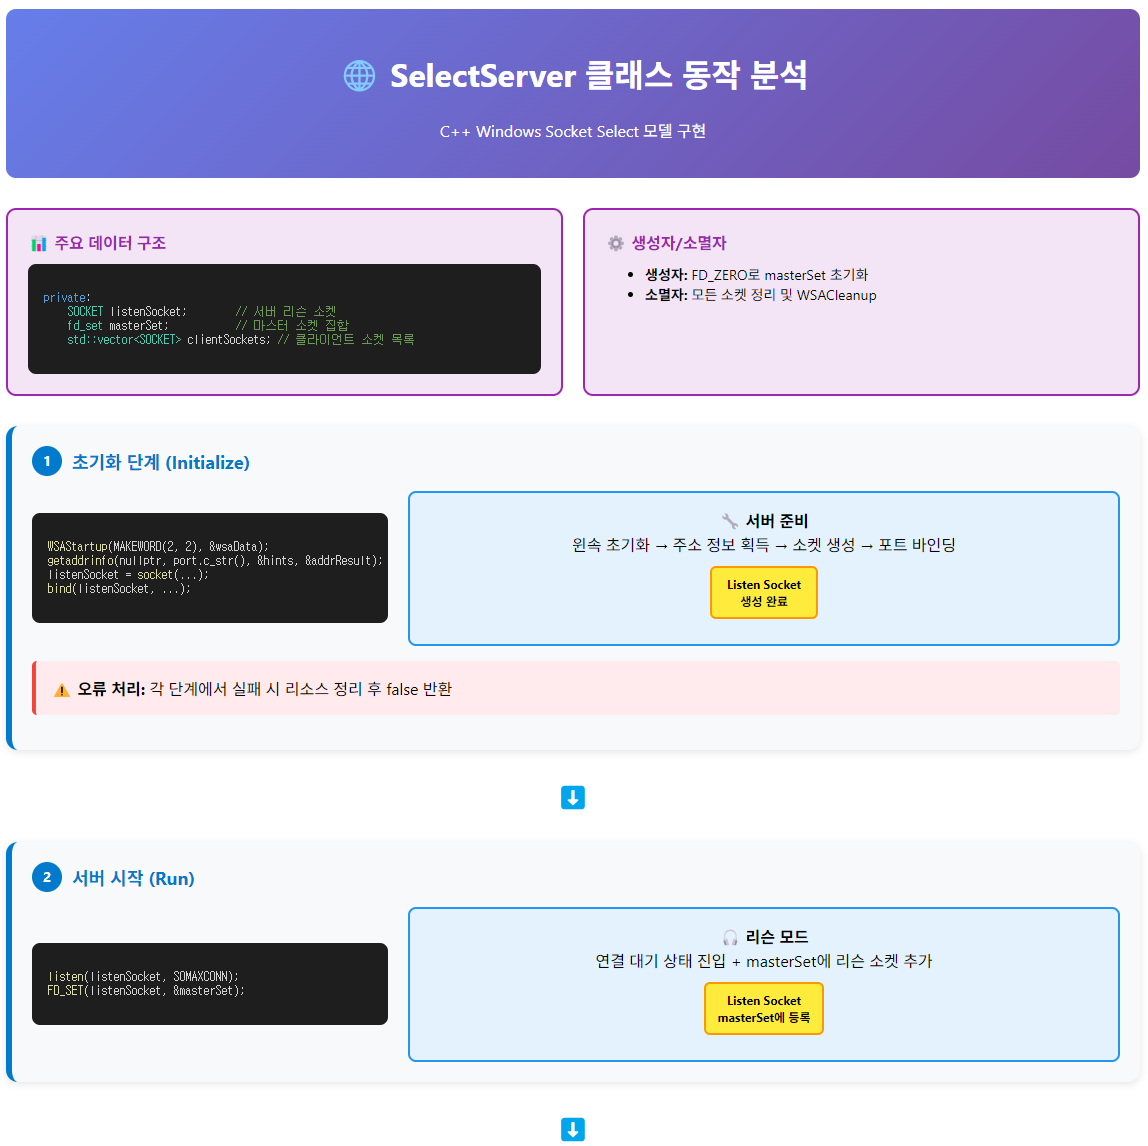 🌐 SelectServer 클래스 동작 분석
C++ Windows Socket Select 모델 구현
📊 주요 데이터 구조
private:
    SOCKET listenSocket;        // 서버 리슨 소켓
    fd_set masterSet;           // 마스터 소켓 집합
    std::vector<SOCKET> clientSockets; // 클라이언트 소켓 목록
⚙️ 생성자/소멸자
• 생성자: FD_ZERO로 masterSet 초기화
• 소멸자: 모든 소켓 정리 및 WSACleanup
1 초기화 단계 (Initialize)
WSAStartup(MAKEWORD(2, 2), &wsaData);
getaddrinfo(nullptr, port.c_str(), &hints, &addrResult);
listenSocket = socket(...);
bind(listenSocket, ...);
🔧 서버 준비
윈속 초기화 → 주소 정보 획득 → 소켓 생성 → 포트 바인딩
Listen Socket
생성 완료
⚠️ 오류 처리: 각 단계에서 실패 시 리소스 정리 후 false 반환
⬇️
2 서버 시작 (Run)
listen(listenSocket, SOMAXCONN);
FD_SET(listenSocket, &masterSet);
🎧 리슨 모드
연결 대기 상태 진입 + masterSet에 리슨 소켓 추가
Listen Socket
masterSet에 등록
⬇️